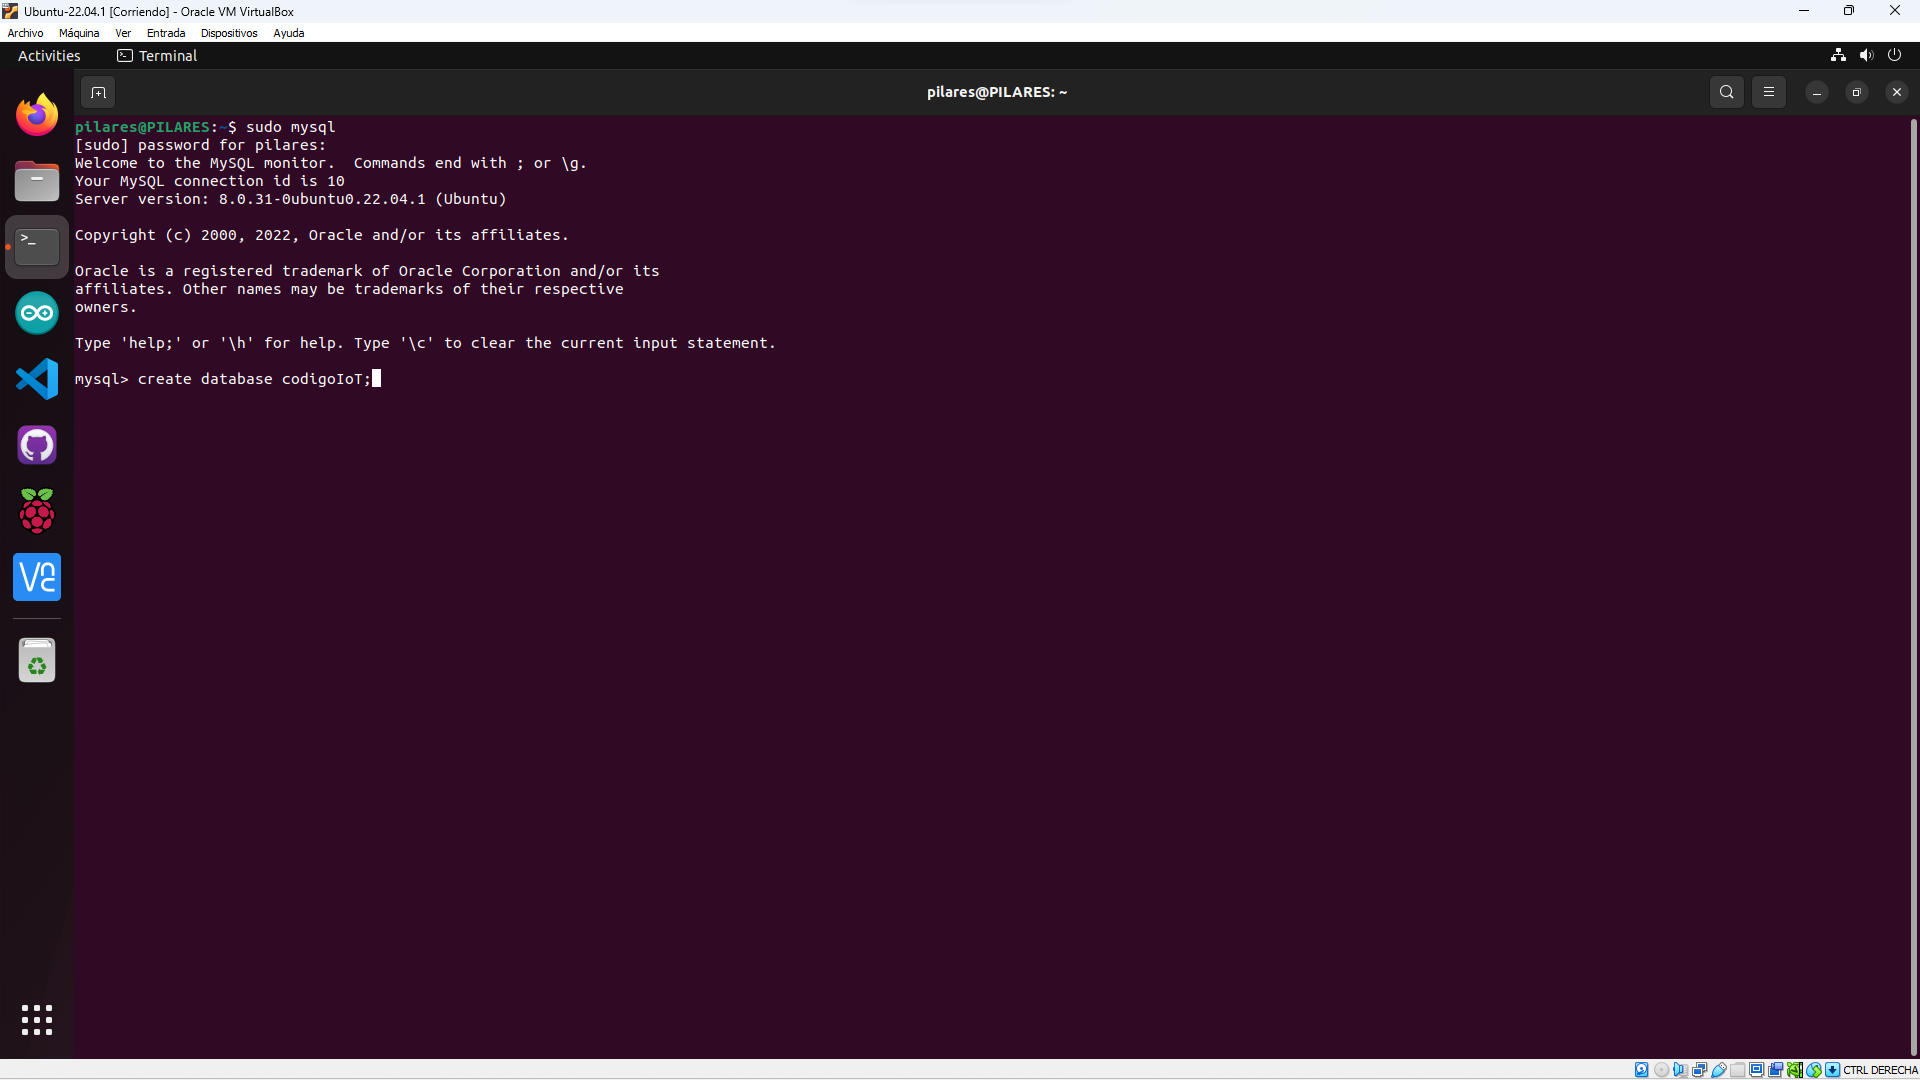 Ubuntu-22.04.1 [Corriendo] - Oracle VM VirtualBox
Archivo Máquina Ver Entrada Dispositivos Ayuda
Activities Terminal
pilares@PILARES: ~
pilares@PILARES:~$ sudo mysql
[sudo] password for pilares:
Welcome to the MySQL monitor.  Commands end with ; or \g.
Your MySQL connection id is 10
Server version: 8.0.31-0ubuntu0.22.04.1 (Ubuntu)
Copyright (c) 2000, 2022, Oracle and/or its affiliates.
Oracle is a registered trademark of Oracle Corporation and/or its
affiliates. Other names may be trademarks of their respective
owners.
Type 'help;' or '\h' for help. Type '\c' to clear the current input statement.
mysql> create database codigoIoT;
CTRL DERECHA